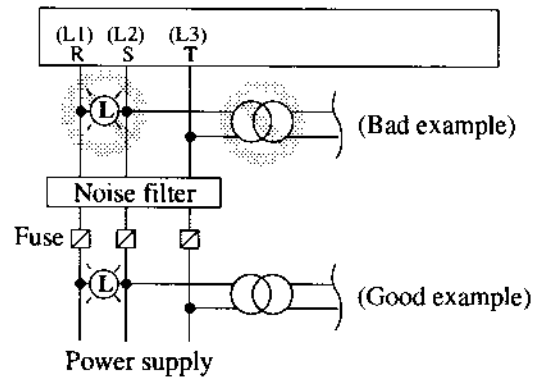 (L1) (L2) (L3)
R S T
L
(Bad example)
Noise filter
Fuse
L
(Good example)
Power supply